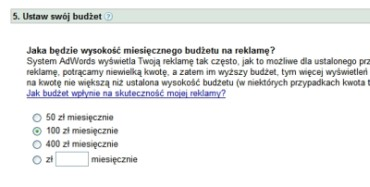 5. Ustaw swój budżet ?
Jaka będzie wysokość miesięcznego budżetu na reklamę?
System AdWords wyświetla Twoją reklamę tak często, jak to możliwe dla ustalonego prz
reklamę, potrącamy niewielką kwotę, a zatem im wyższy budżet, tym więcej wyświetleń
na kwotę nie większą niż ustalona wysokość budżetu (w niektórych przypadkach kwota t
Jak budżet wpłynie na skuteczność mojej reklamy?
50 zł miesięcznie
100 zł miesięcznie
400 zł miesięcznie
zł miesięcznie